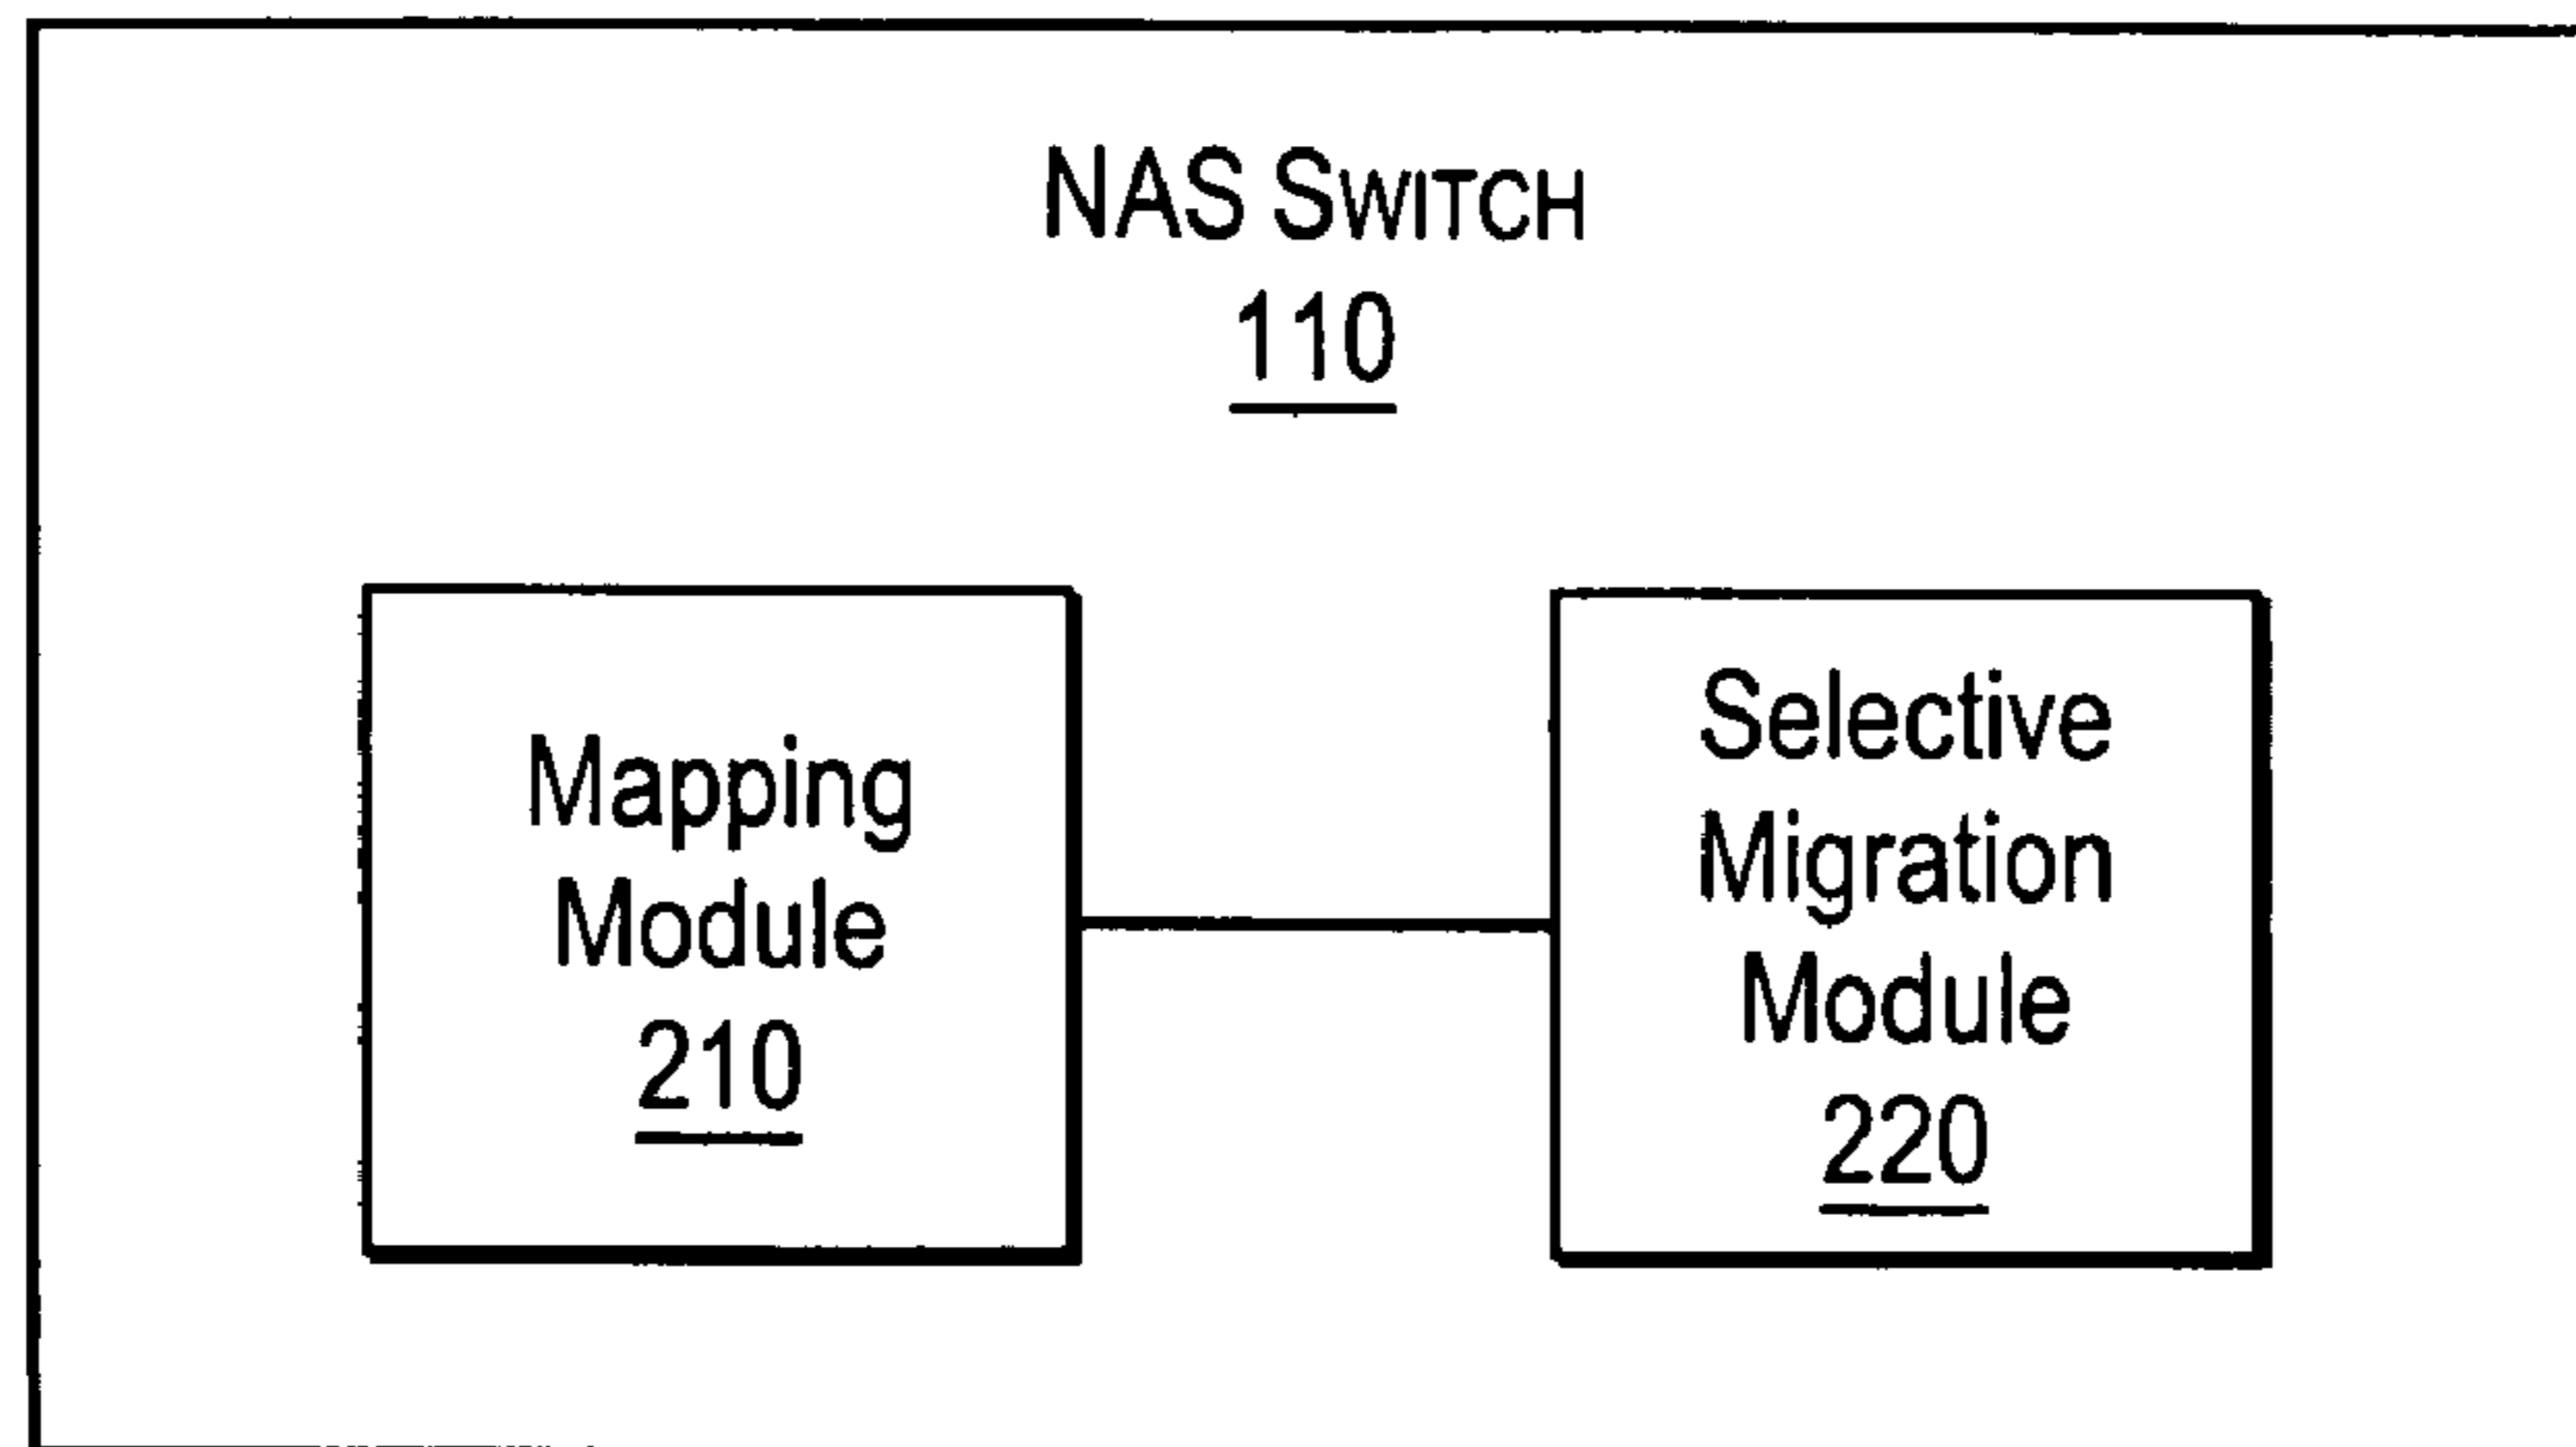 NAS SWITCH
110
Mapping
Module
210
Selective
Migration
Module
220